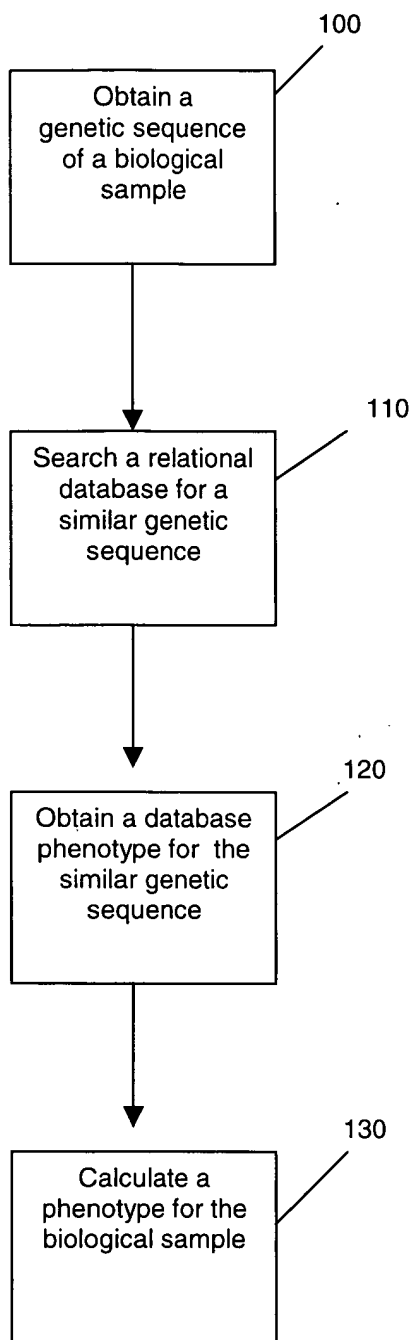 100
Obtain a
genetic sequence
of a biological
sample
110
Search a relational
database for a
similar genetic
sequence
120
Obtain a database
phenotype for the
similar genetic
sequence
130
Calculate a
phenotype for the
biological sample